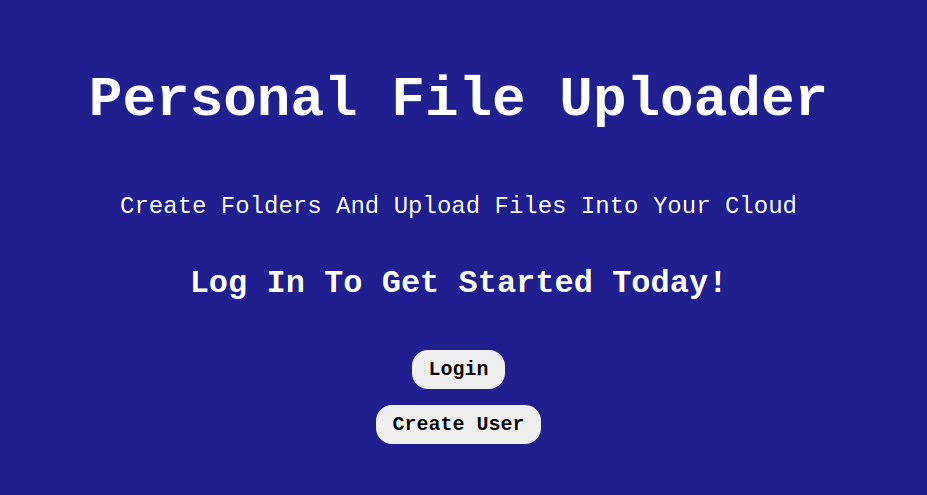 Personal File Uploader
Create Folders And Upload Files Into Your Cloud
Log In To Get Started Today!
Login
Create User